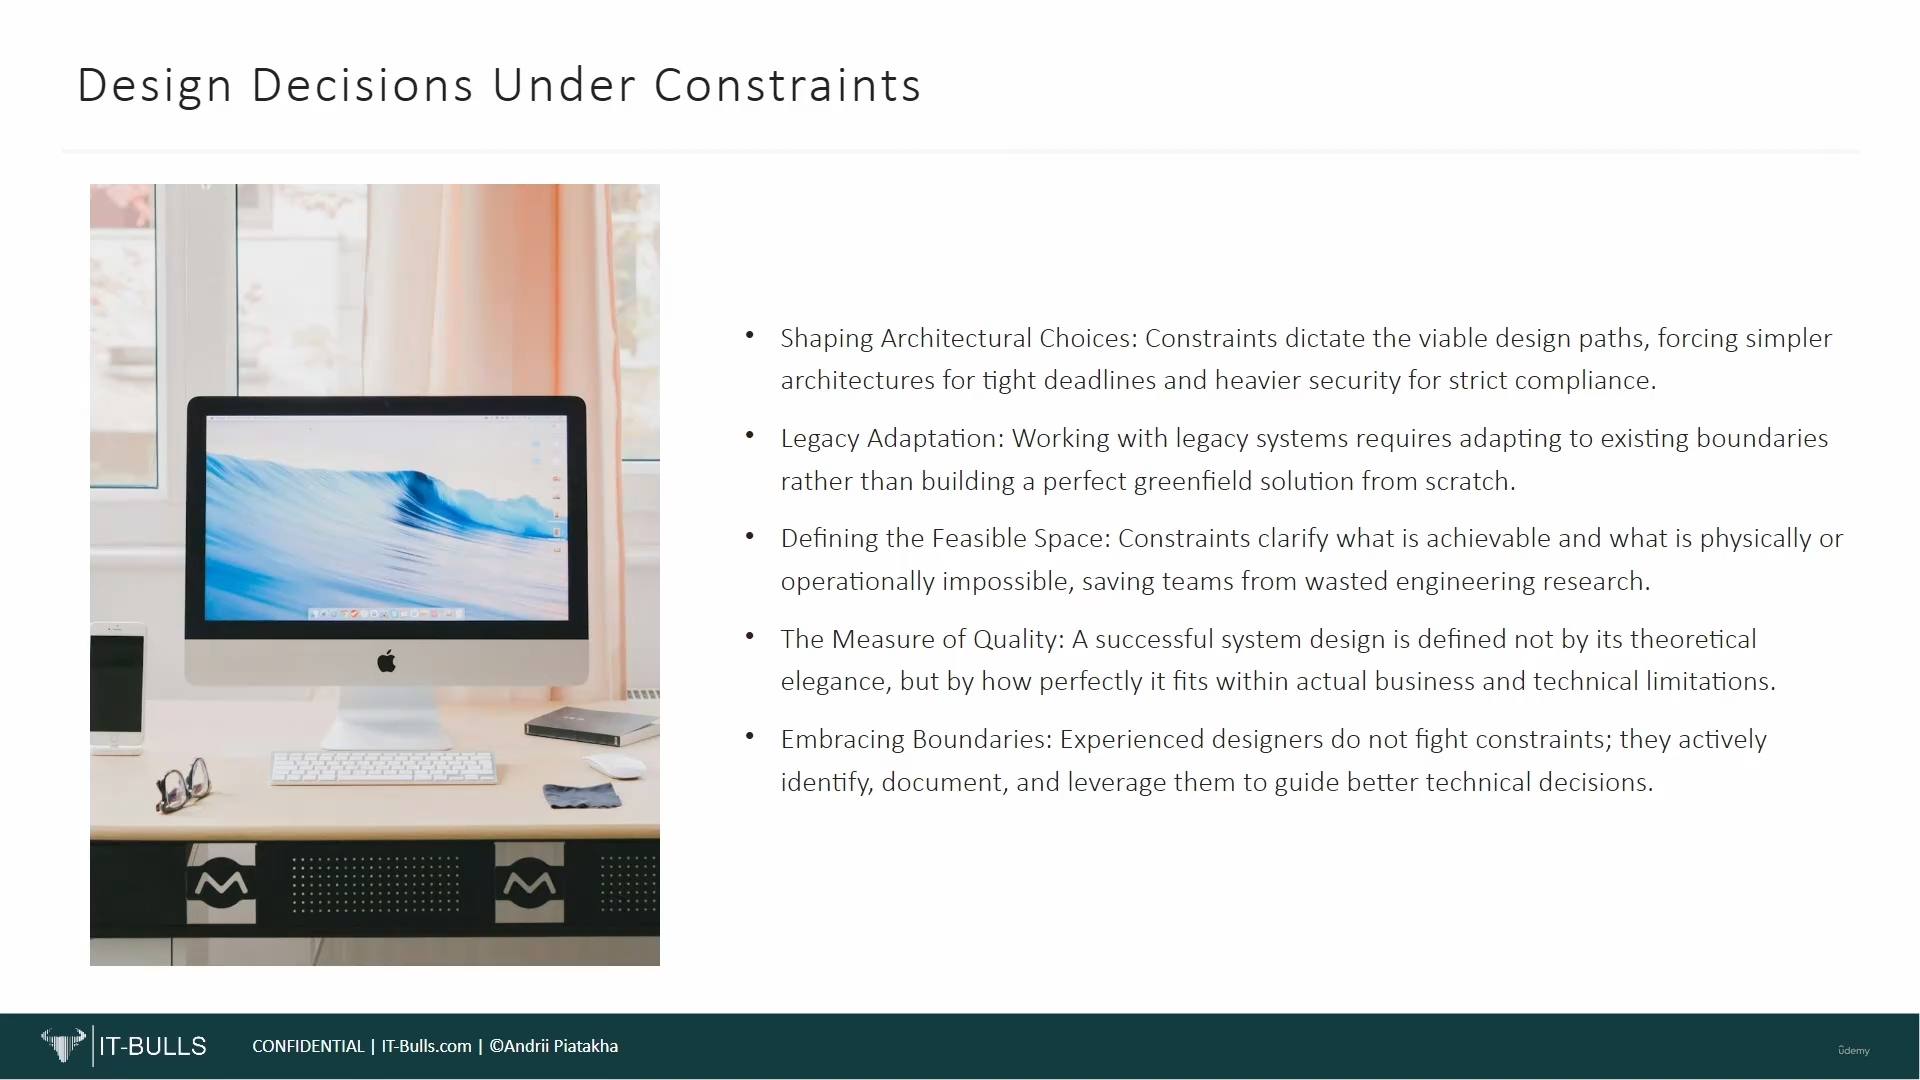 Design Decisions Under Constraints
• Shaping Architectural Choices: Constraints dictate the viable design paths, forcing simpler
architectures for tight deadlines and heavier security for strict compliance.
• Legacy Adaptation: Working with legacy systems requires adapting to existing boundaries
rather than building a perfect greenfield solution from scratch.
• Defining the Feasible Space: Constraints clarify what is achievable and what is physically or
operationally impossible, saving teams from wasted engineering research.
• The Measure of Quality: A successful system design is defined not by its theoretical
elegance, but by how perfectly it fits within actual business and technical limitations.
• Embracing Boundaries: Experienced designers do not fight constraints; they actively
identify, document, and leverage them to guide better technical decisions.
IT-BULLS
CONFIDENTIAL | IT-Bulls.com | ©Andrii Piatakha
ûdemy